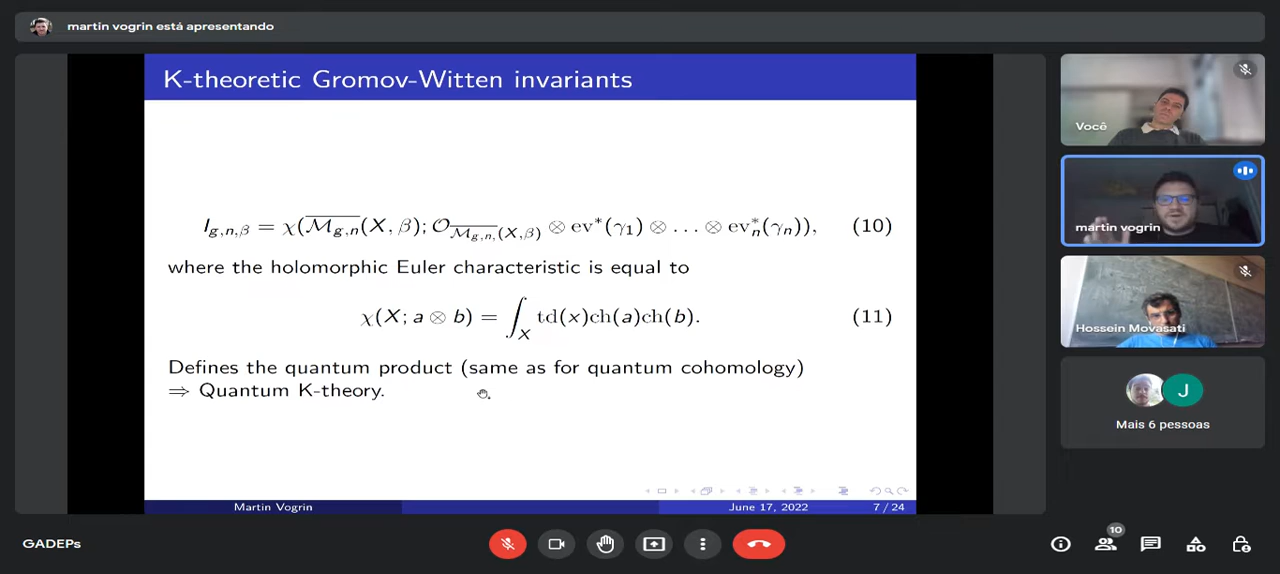 martin vogrin está apresentando
K-theoretic Gromov-Witten invariants
I_{g,n,β} = χ(\overline{M_{g,n}}(X, β); O_{\overline{M_{g,n,}}(X,β)} ⊗ ev*(γ₁) ⊗ … ⊗ ev*_n(γ_n)), (10)
where the holomorphic Euler characteristic is equal to
χ(X; a ⊗ b) = ∫_X td(x)ch(a)ch(b). (11)
Defines the quantum product (same as for quantum cohomology)
⇒ Quantum K-theory.
Martin Vogrin June 17, 2022 7 / 24
Você
martin vogrin
Hossein Movasati
J
Mais 6 pessoas
GADEPs
10